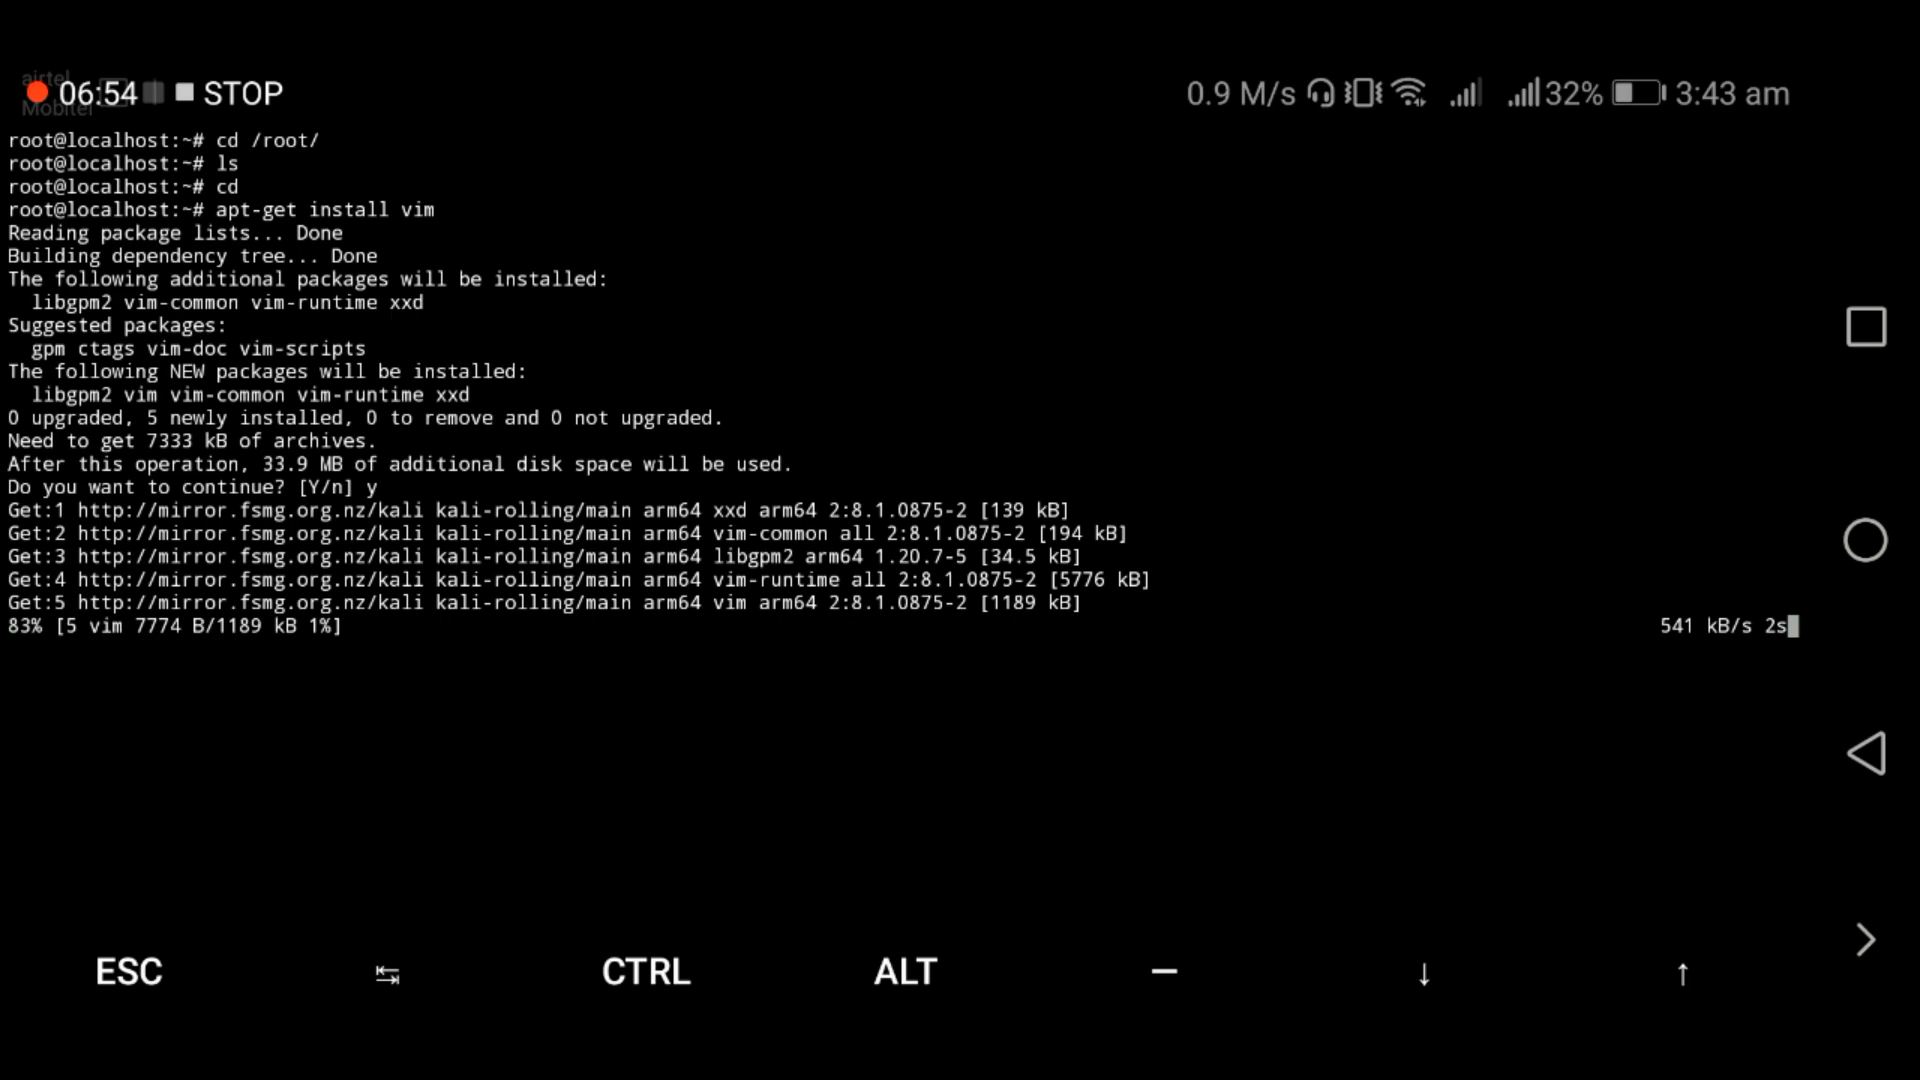 airtel
Mobitel
06:54 STOP
0.9 M/s 32% 3:43 am
root@localhost:~# cd /root/
root@localhost:~# ls
root@localhost:~# cd
root@localhost:~# apt-get install vim
Reading package lists... Done
Building dependency tree... Done
The following additional packages will be installed:
  libgpm2 vim-common vim-runtime xxd
Suggested packages:
  gpm ctags vim-doc vim-scripts
The following NEW packages will be installed:
  libgpm2 vim vim-common vim-runtime xxd
0 upgraded, 5 newly installed, 0 to remove and 0 not upgraded.
Need to get 7333 kB of archives.
After this operation, 33.9 MB of additional disk space will be used.
Do you want to continue? [Y/n] y
Get:1 http://mirror.fsmg.org.nz/kali kali-rolling/main arm64 xxd arm64 2:8.1.0875-2 [139 kB]
Get:2 http://mirror.fsmg.org.nz/kali kali-rolling/main arm64 vim-common all 2:8.1.0875-2 [194 kB]
Get:3 http://mirror.fsmg.org.nz/kali kali-rolling/main arm64 libgpm2 arm64 1.20.7-5 [34.5 kB]
Get:4 http://mirror.fsmg.org.nz/kali kali-rolling/main arm64 vim-runtime all 2:8.1.0875-2 [5776 kB]
Get:5 http://mirror.fsmg.org.nz/kali kali-rolling/main arm64 vim arm64 2:8.1.0875-2 [1189 kB]
83% [5 vim 7774 B/1189 kB 1%] 541 kB/s 2s
ESC ↹ CTRL ALT — ↓ ↑